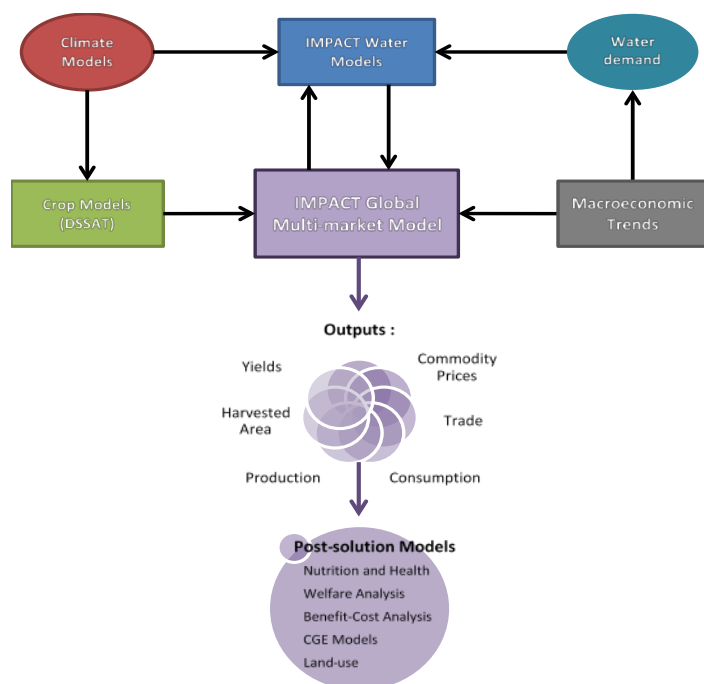 Climate
Models
IMPACT Water
Models
Water
demand
Crop Models
(DSSAT)
IMPACT Global
Multi-market Model
Macroeconomic
Trends
Outputs :
Yields
Commodity
Prices
Harvested
Area
Trade
Production
Consumption
Post-solution Models
Nutrition and Health
Welfare Analysis
Benefit-Cost Analysis
CGE Models
Land-use